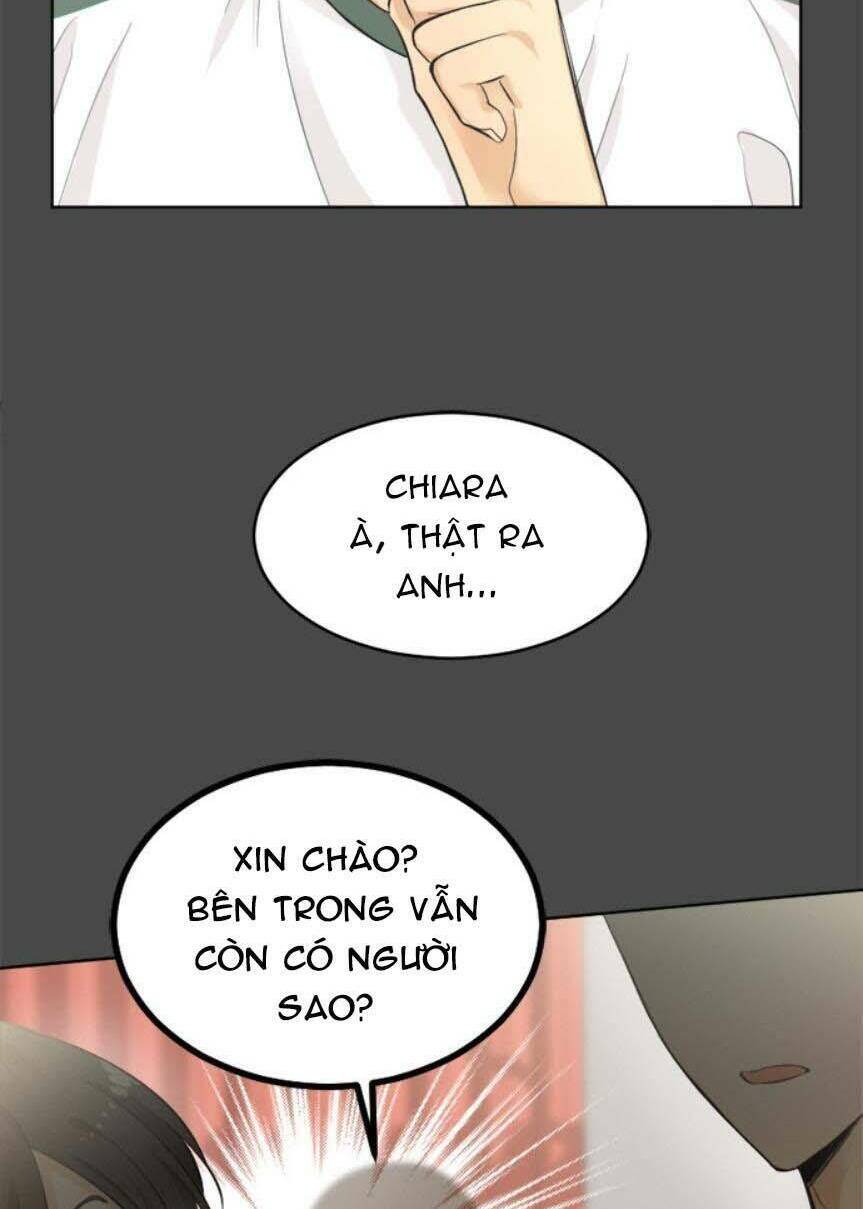 CHIARA
À, THẬT RA
ANH...
XIN CHÀO?
BÊN TRONG VẪN
CÒN CÓ NGƯỜI
SAO?